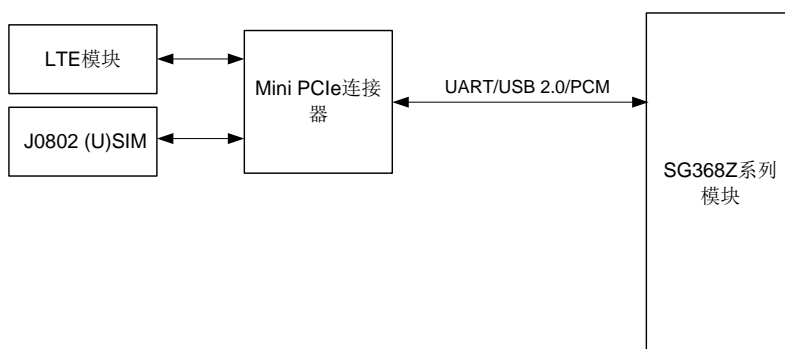 LTE模块
J0802 (U)SIM
Mini PCIe连接
器
UART/USB 2.0/PCM
SG368Z系列
模块